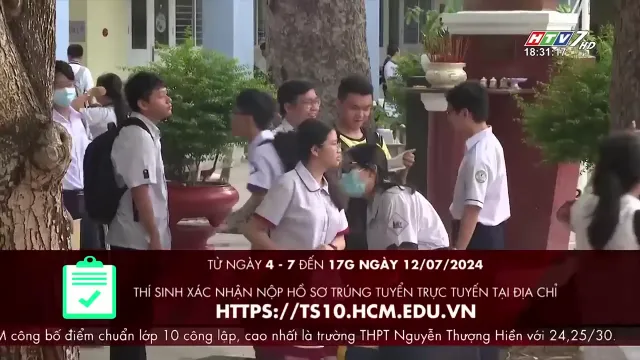 HTV7 HD
18:31:17
TỪ NGÀY 4 - 7 ĐẾN 17G NGÀY 12/07/2024
THÍ SINH XÁC NHẬN NỘP HỒ SƠ TRÚNG TUYỂN TRỰC TUYẾN TẠI ĐỊA CHỈ
HTTPS://TS10.HCM.EDU.VN
M công bố điểm chuẩn lớp 10 công lập, cao nhất là trường THPT Nguyễn Thượng Hiền với 24,25/30.